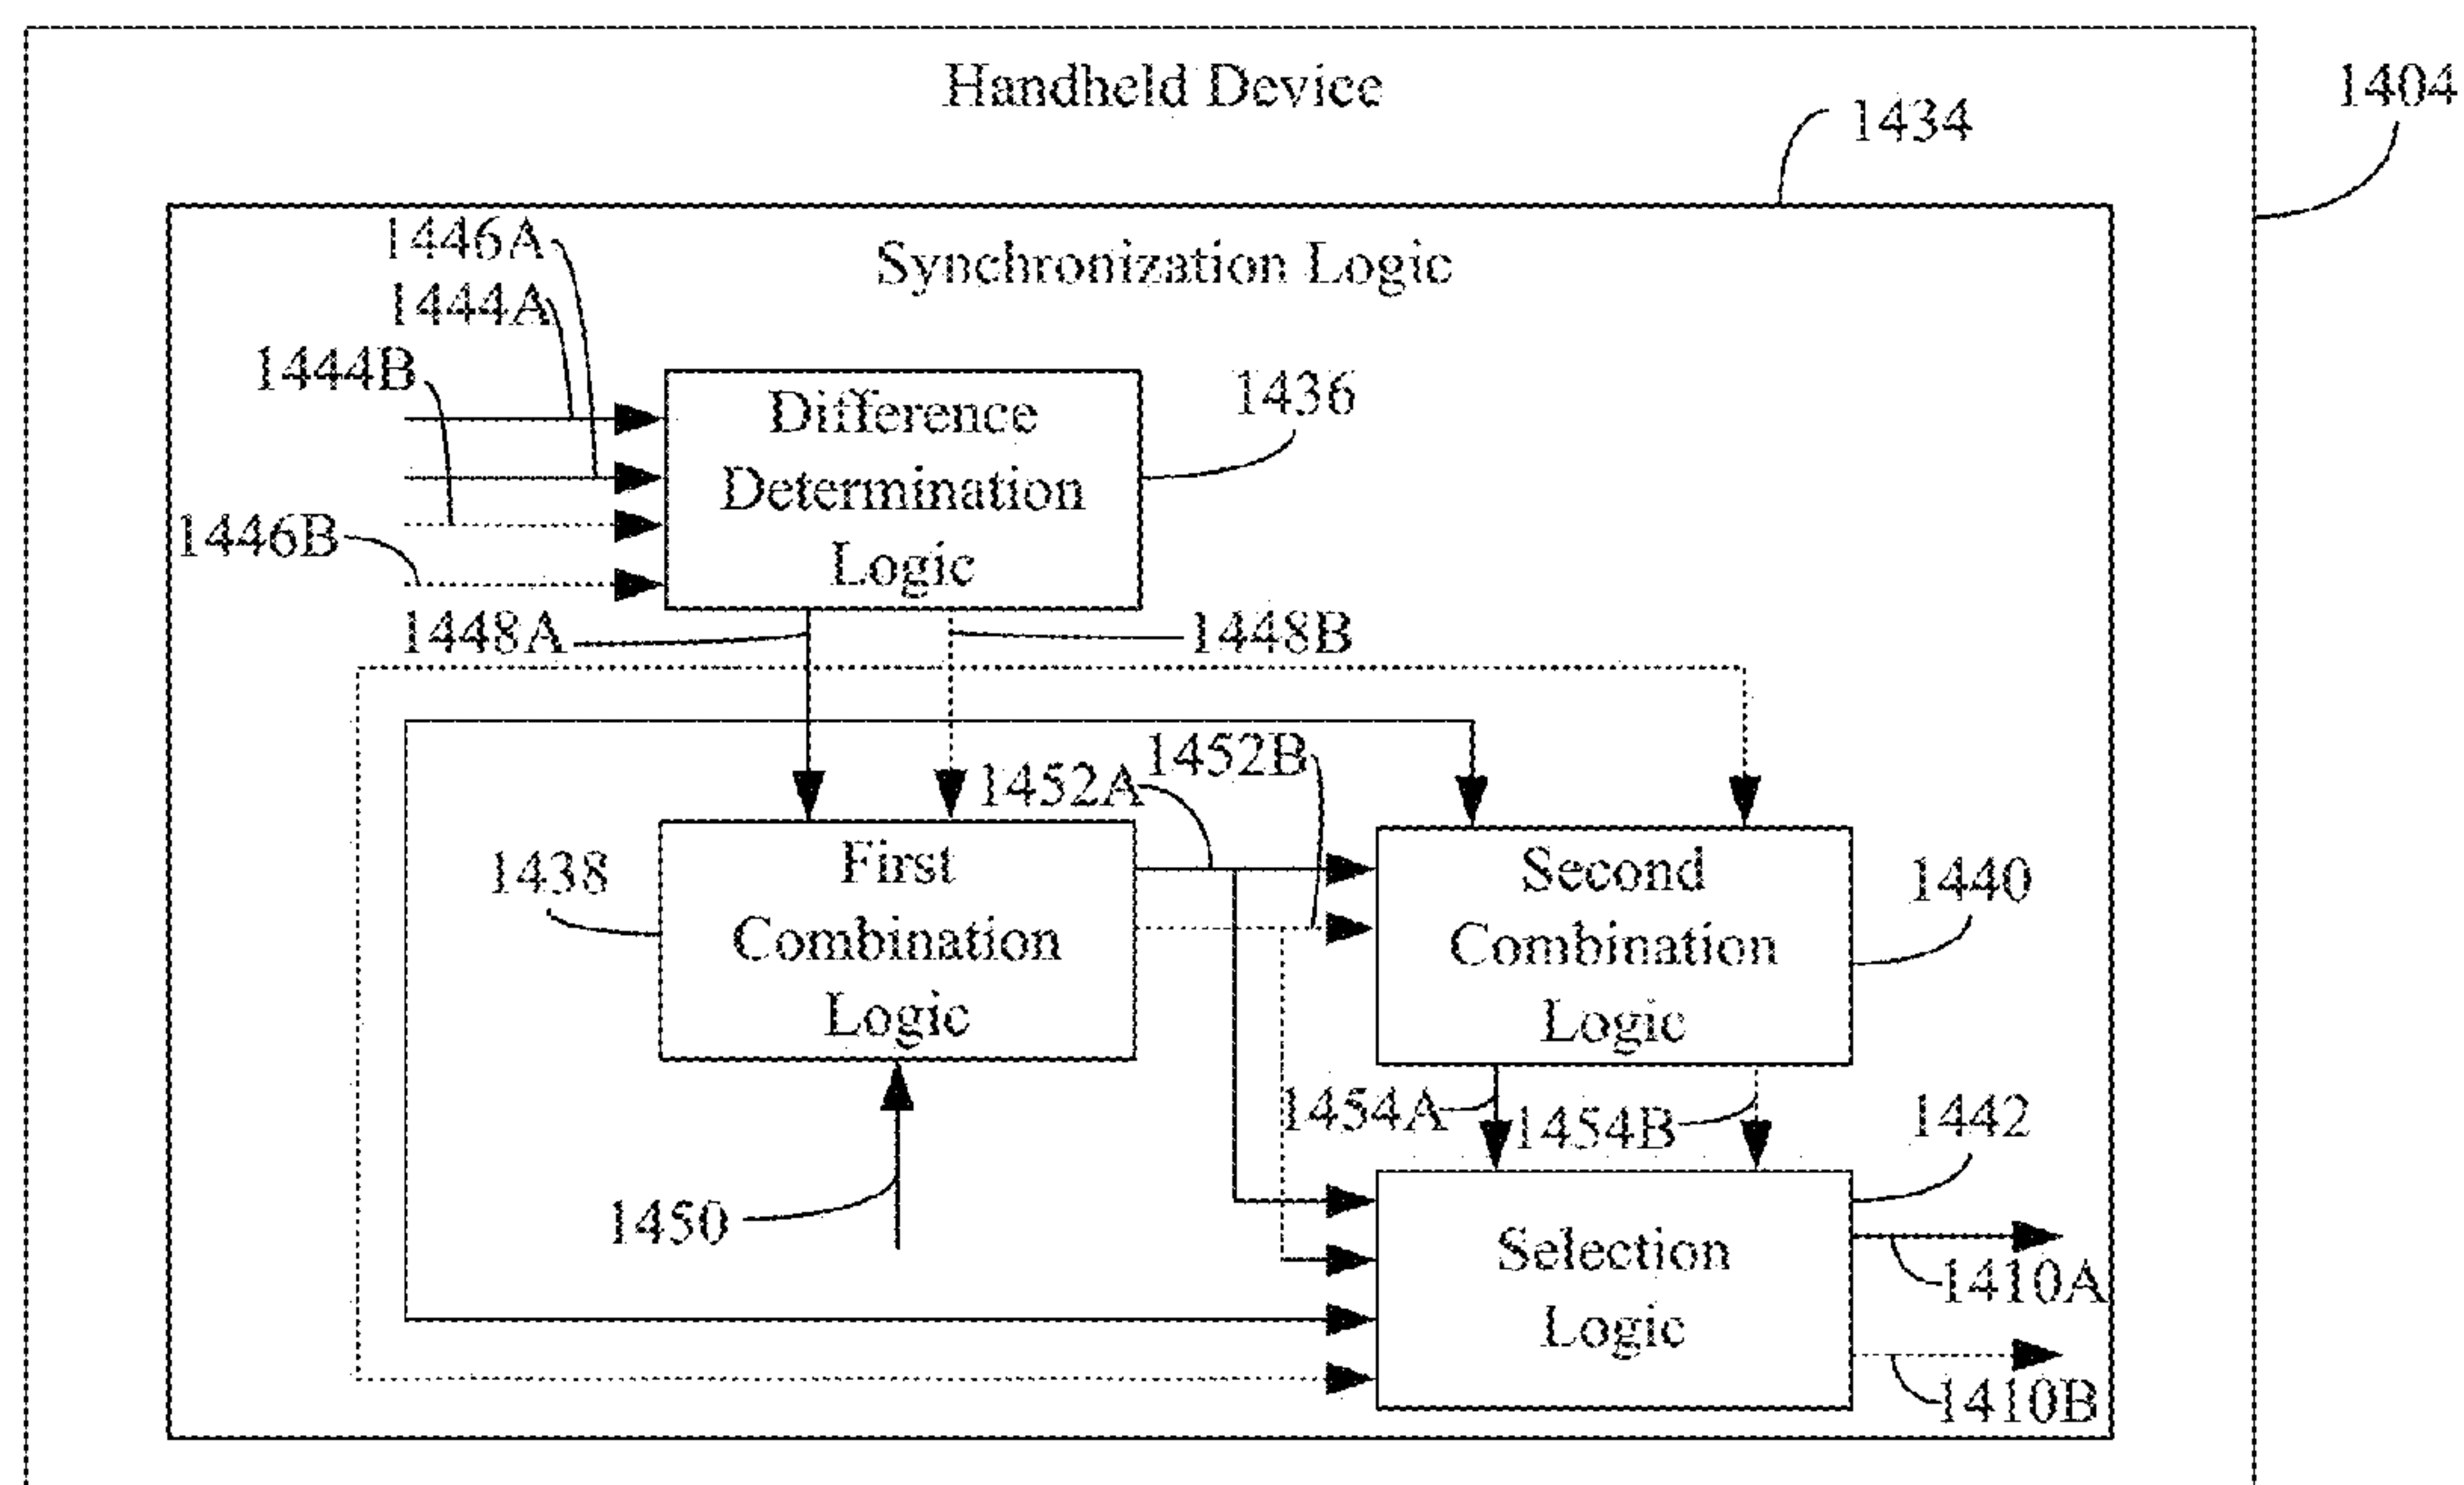 Handheld Device
1404
1434
1446A
Synchronization Logic
1444A
1444B
1436
Difference
Determination
Logic
1446B
1448A
1448B
1452B
1452A
1438
First
Combination
Logic
Second
Combination
Logic
1440
1454A
1454B
1442
1450
Selection
Logic
1410A
1410B